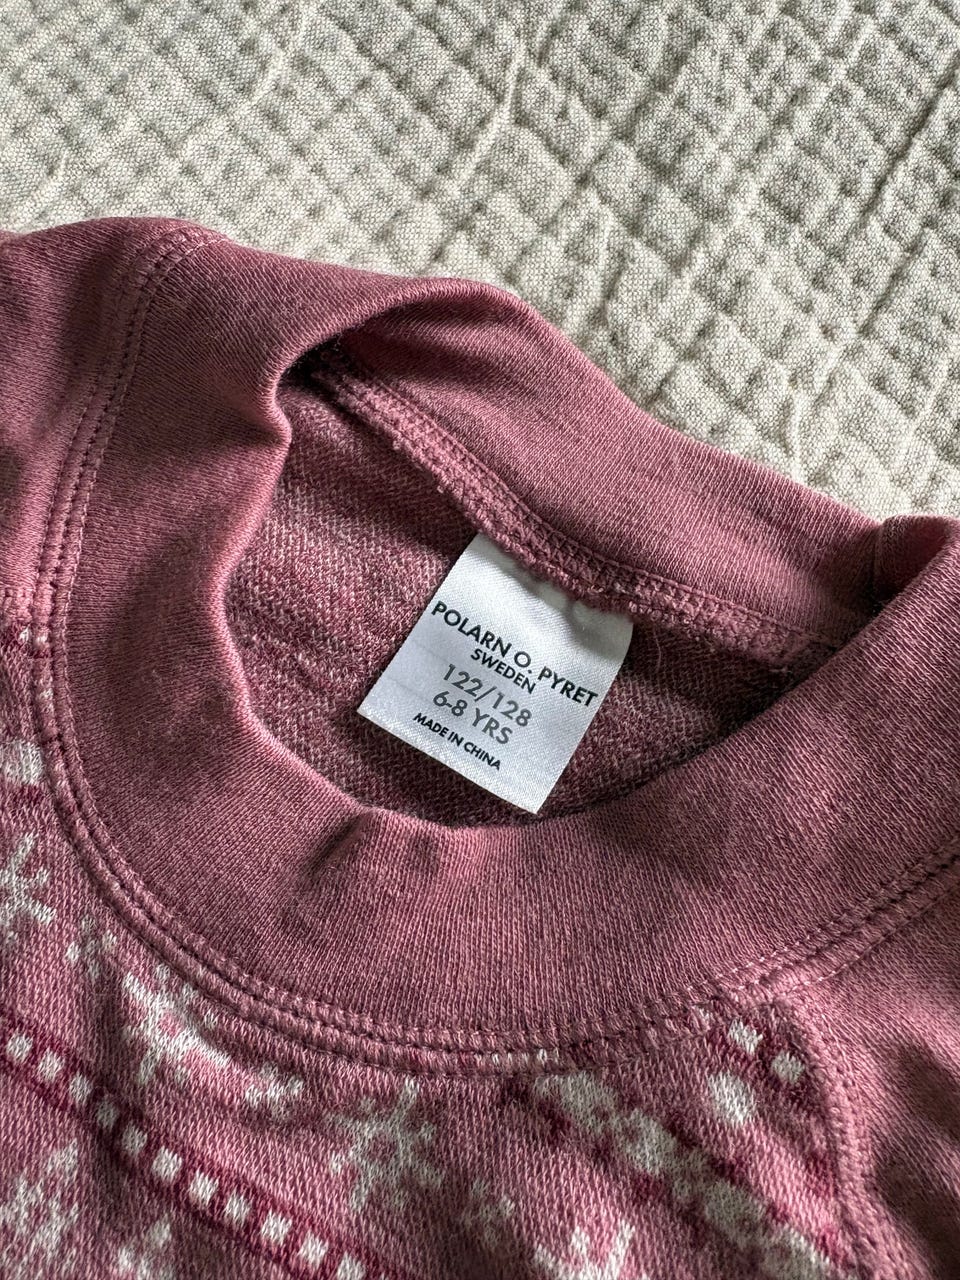 POLARN O. PYRET
SWEDEN
122/128
6-8 YRS
MADE IN CHINA